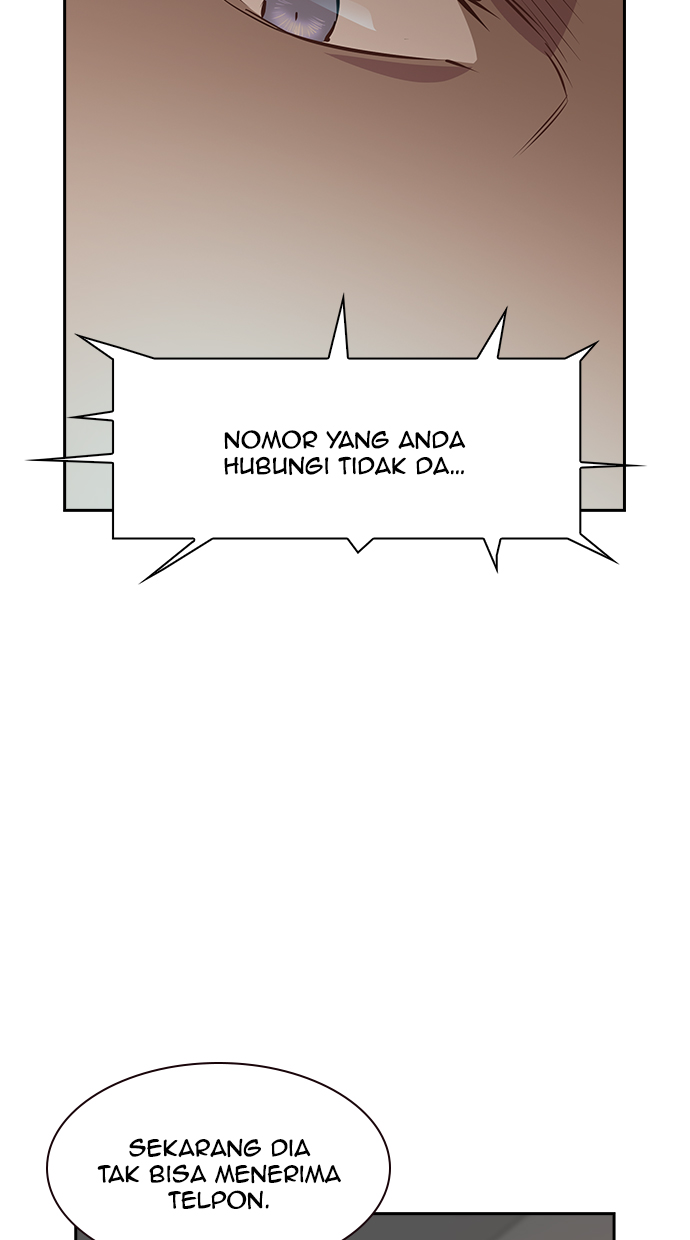 NOMOR YANG ANDA
HUBUNGI TIDAK DA...
SEKARANG DIA
TAK BISA MENERIMA
TELPON.